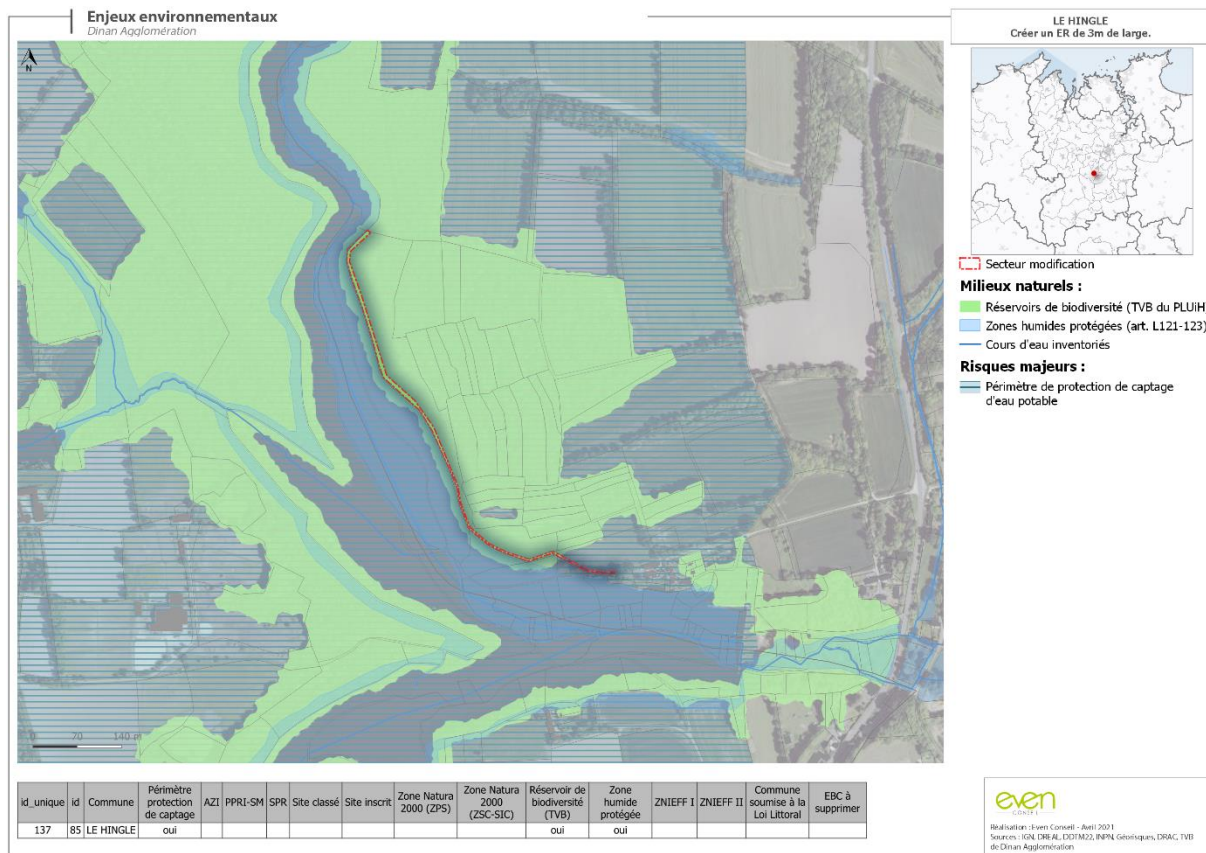 Enjeux environnementaux
Dinan Agglomération
N
0 70 140 m
LE HINGLE
Créer un ER de 3m de large.
Secteur modification
Milieux naturels :
Réservoirs de biodiversité (TVB du PLUiH)
Zones humides protégées (art. L121-123)
Cours d'eau inventoriés
Risques majeurs :
Périmètre de protection de captage
d'eau potable
id_unique id Commune Périmètre protection de captage AZI PPRI-SM SPR Site classé Site inscrit Zone Natura 2000 (ZPS) Zone Natura 2000 (ZSC-SIC) Réservoir de biodiversité (TVB) Zone humide protégée ZNIEFF I ZNIEFF II Commune soumise à la Loi Littoral EBC à supprimer
137 85 LE HINGLE oui oui oui
even
CONSEIL
Réalisation : Even Conseil - Avril 2021
Sources : IGN, DREAL, DDTM22, INPN, Géorisques, DRAC, TVB
de Dinan Agglomération